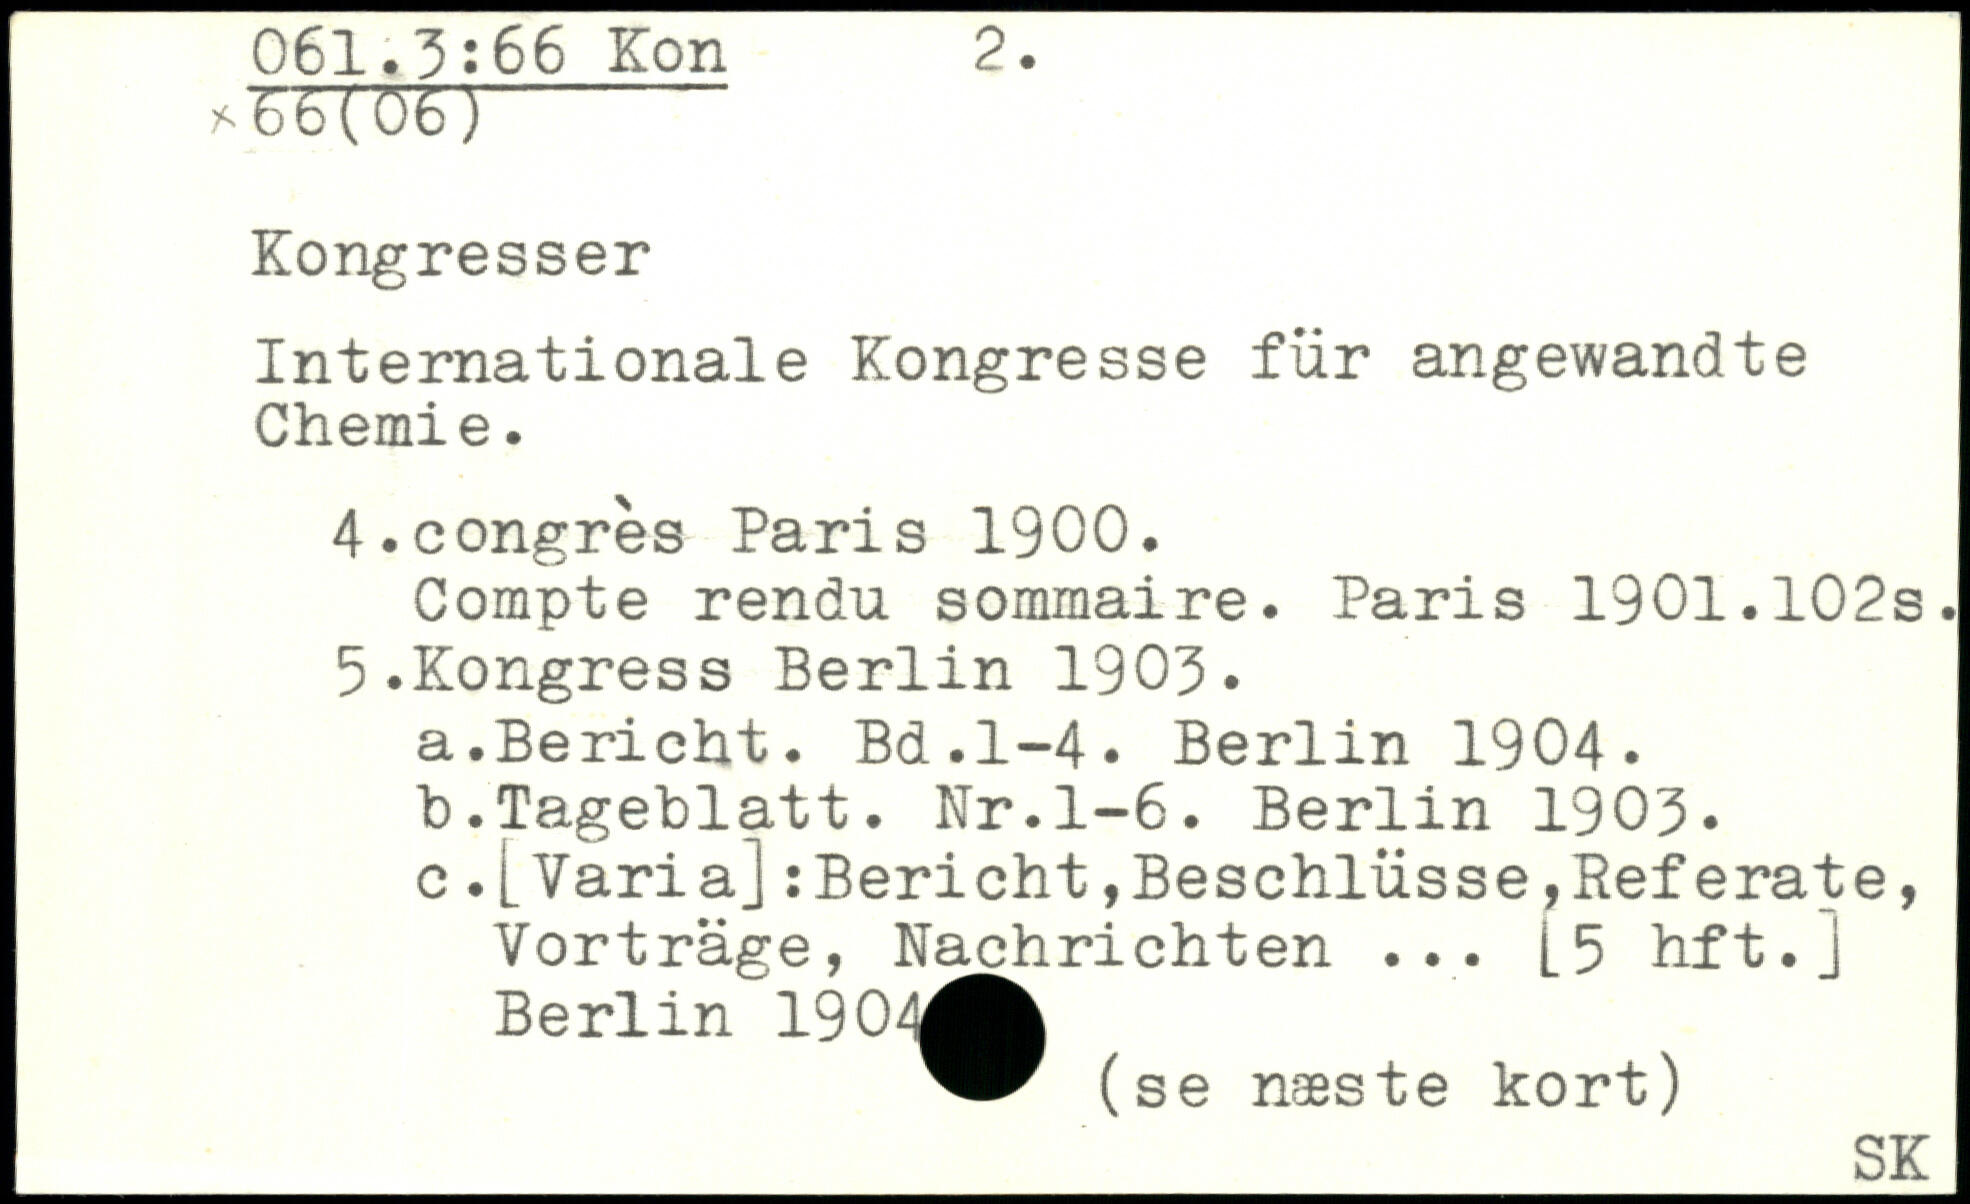 061.3:66 Kon 2.
×66(06)
Kongresser
Internationale Kongresse für angewandte
Chemie.
4.congrès Paris 1900.
Compte rendu sommaire. Paris 1901.102s.
5.Kongress Berlin 1903.
a.Bericht. Bd.1-4. Berlin 1904.
b.Tageblatt. Nr.1-6. Berlin 1903.
c.[Varia]:Bericht,Beschlüsse,Referate,
Vorträge, Nachrichten ... [5 hft.]
Berlin 1904
(se næste kort)
SK